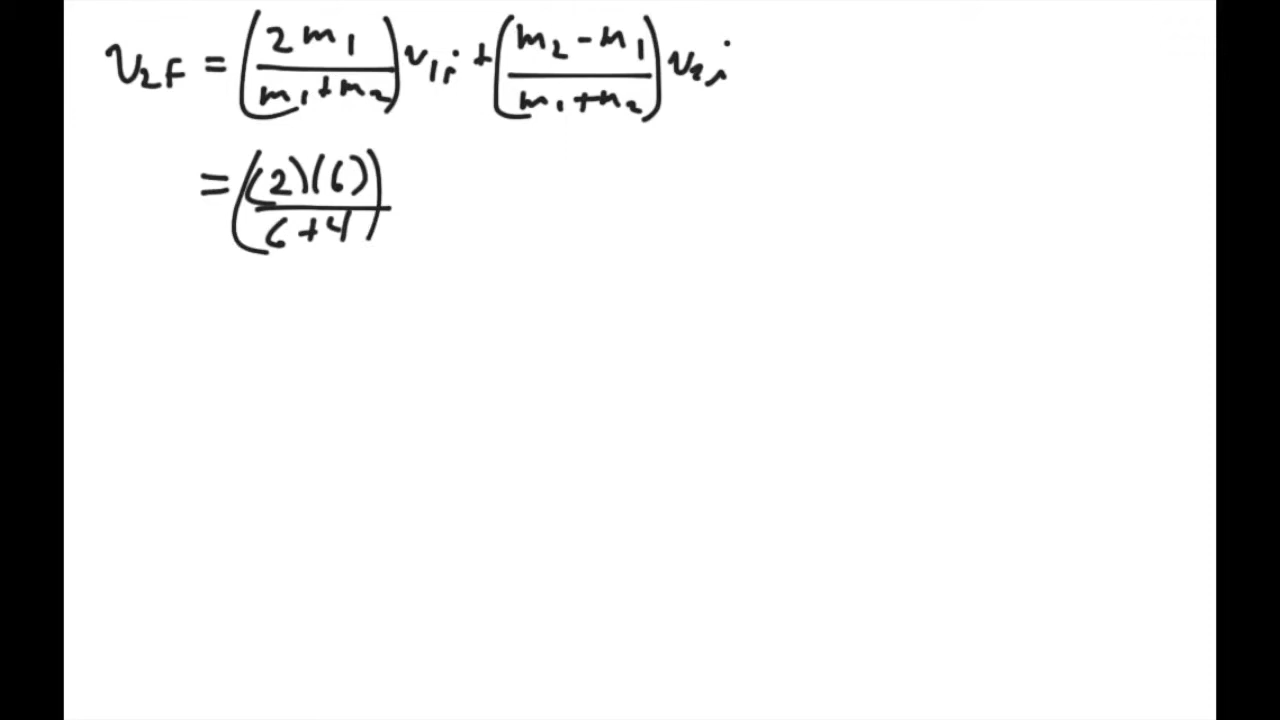 V₂F = (2m₁ / m₁+m₂) v₁ᵢ + (m₂-m₁ / m₁+m₂) v₂ᵢ
= ((2)(6) / 6+4)